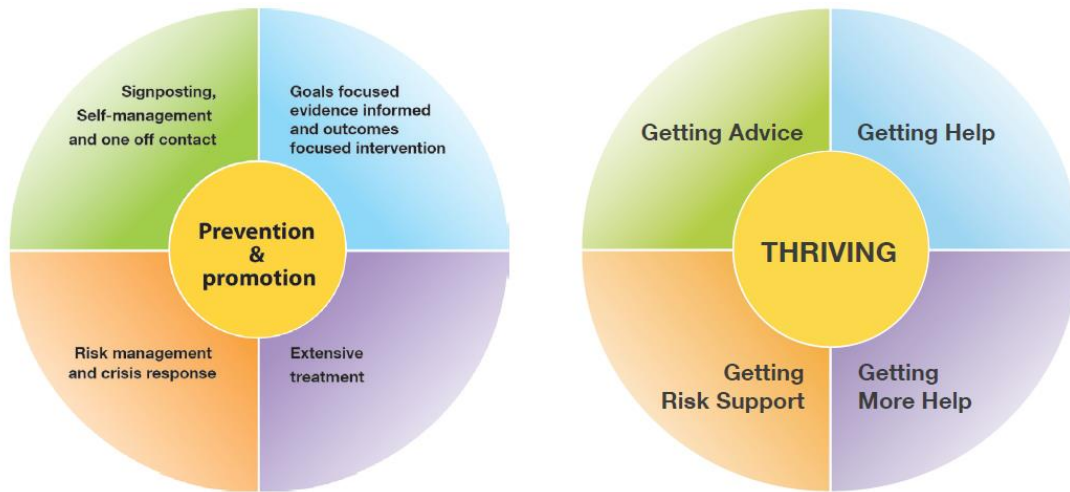 Signposting,
Self-management
and one off contact
Goals focused
evidence informed
and outcomes
focused intervention
Prevention
&
promotion
Risk management
and crisis response
Extensive
treatment
Getting Advice
Getting Help
THRIVING
Getting
Risk Support
Getting
More Help